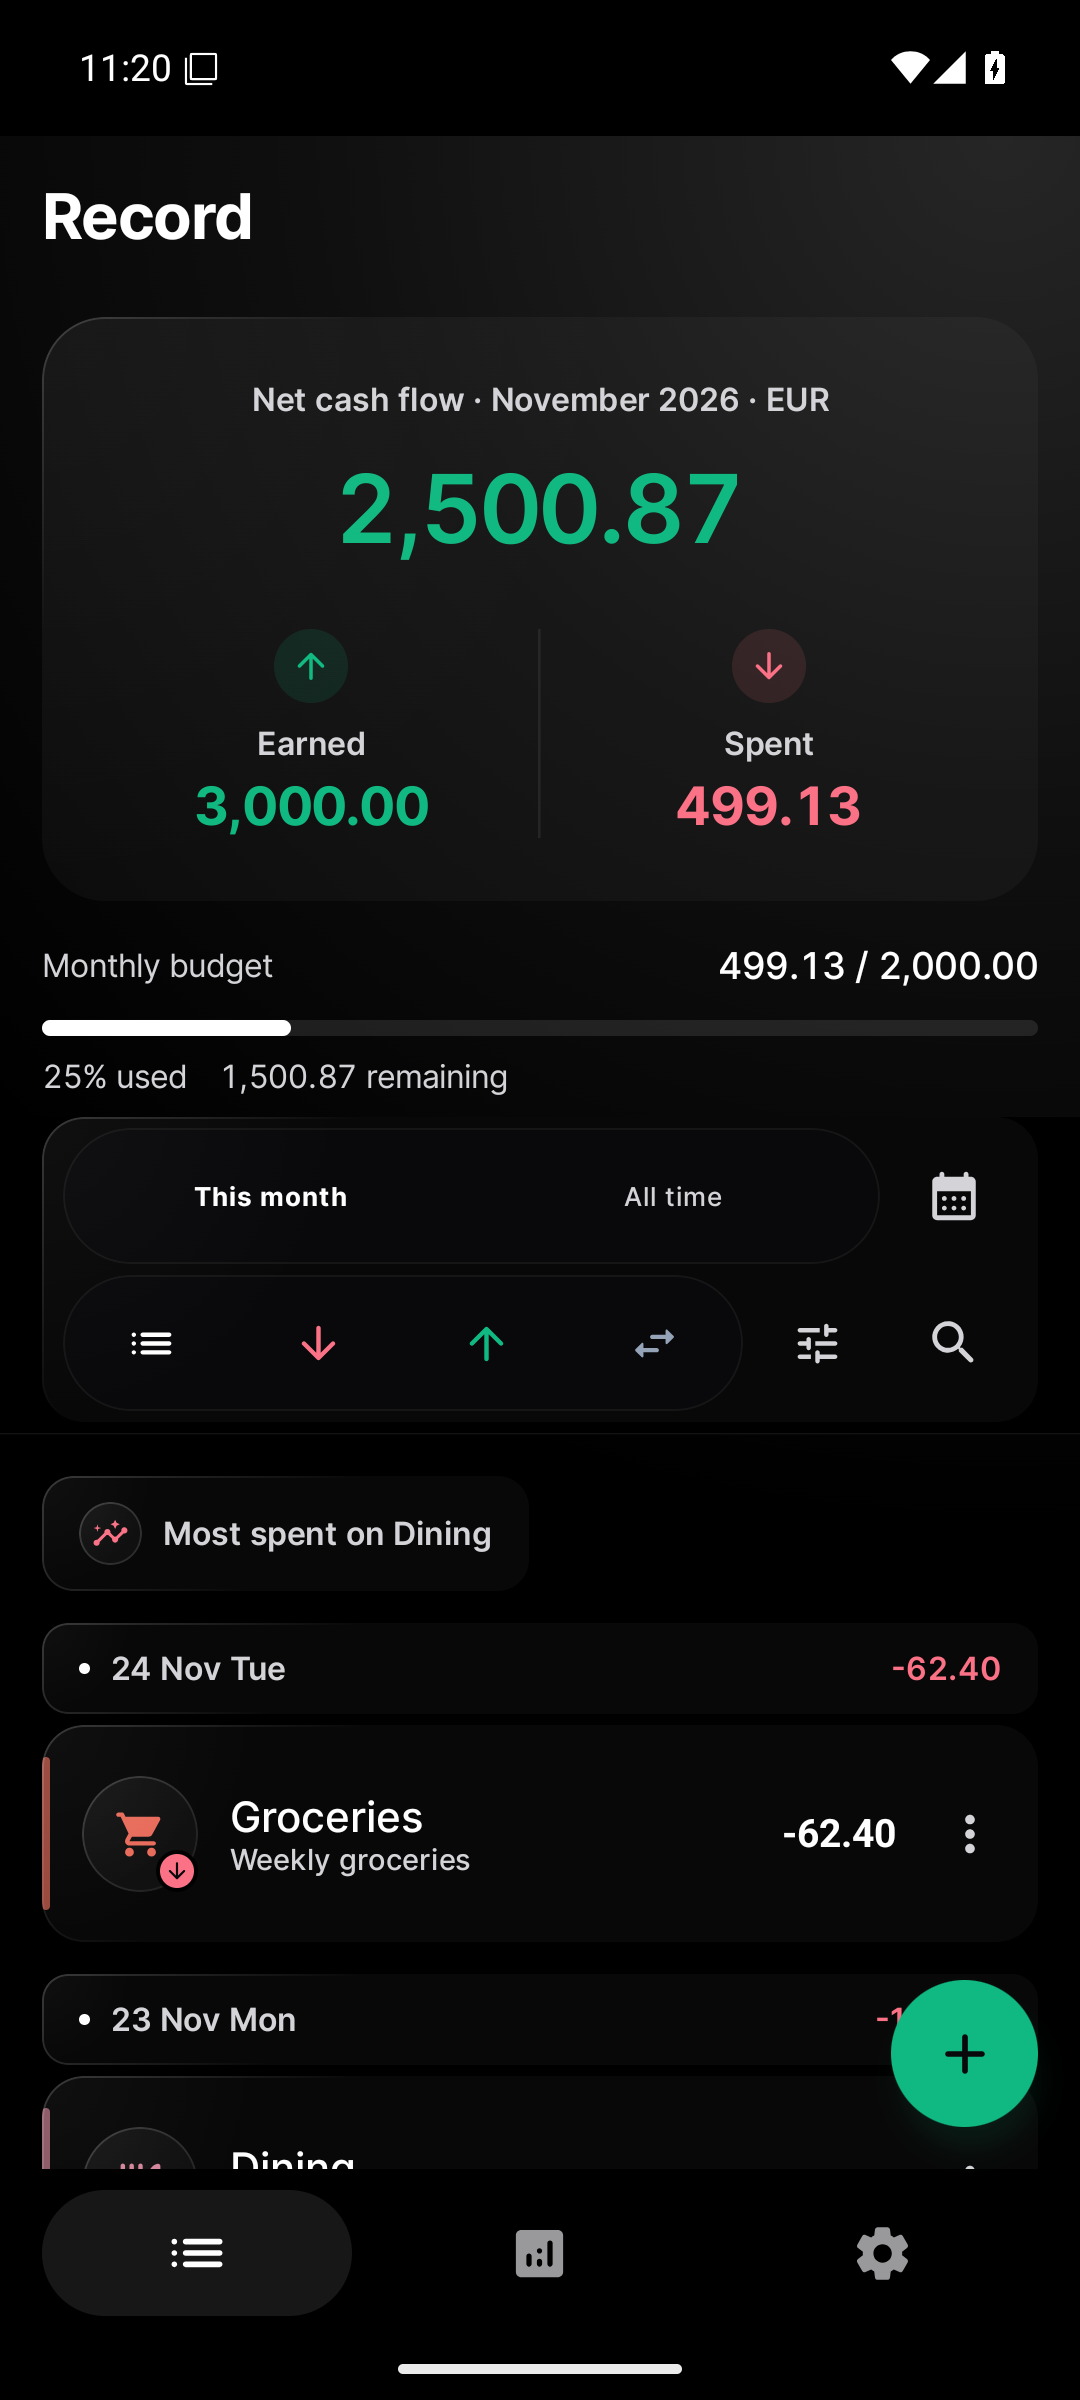 11:20
Record
Net cash flow · November 2026 · EUR
2,500.87
Earned
3,000.00
Spent
499.13
Monthly budget
499.13 / 2,000.00
25% used
1,500.87 remaining
This month
All time
Most spent on Dining
24 Nov Tue
-62.40
Groceries
Weekly groceries
-62.40
23 Nov Mon
Dining